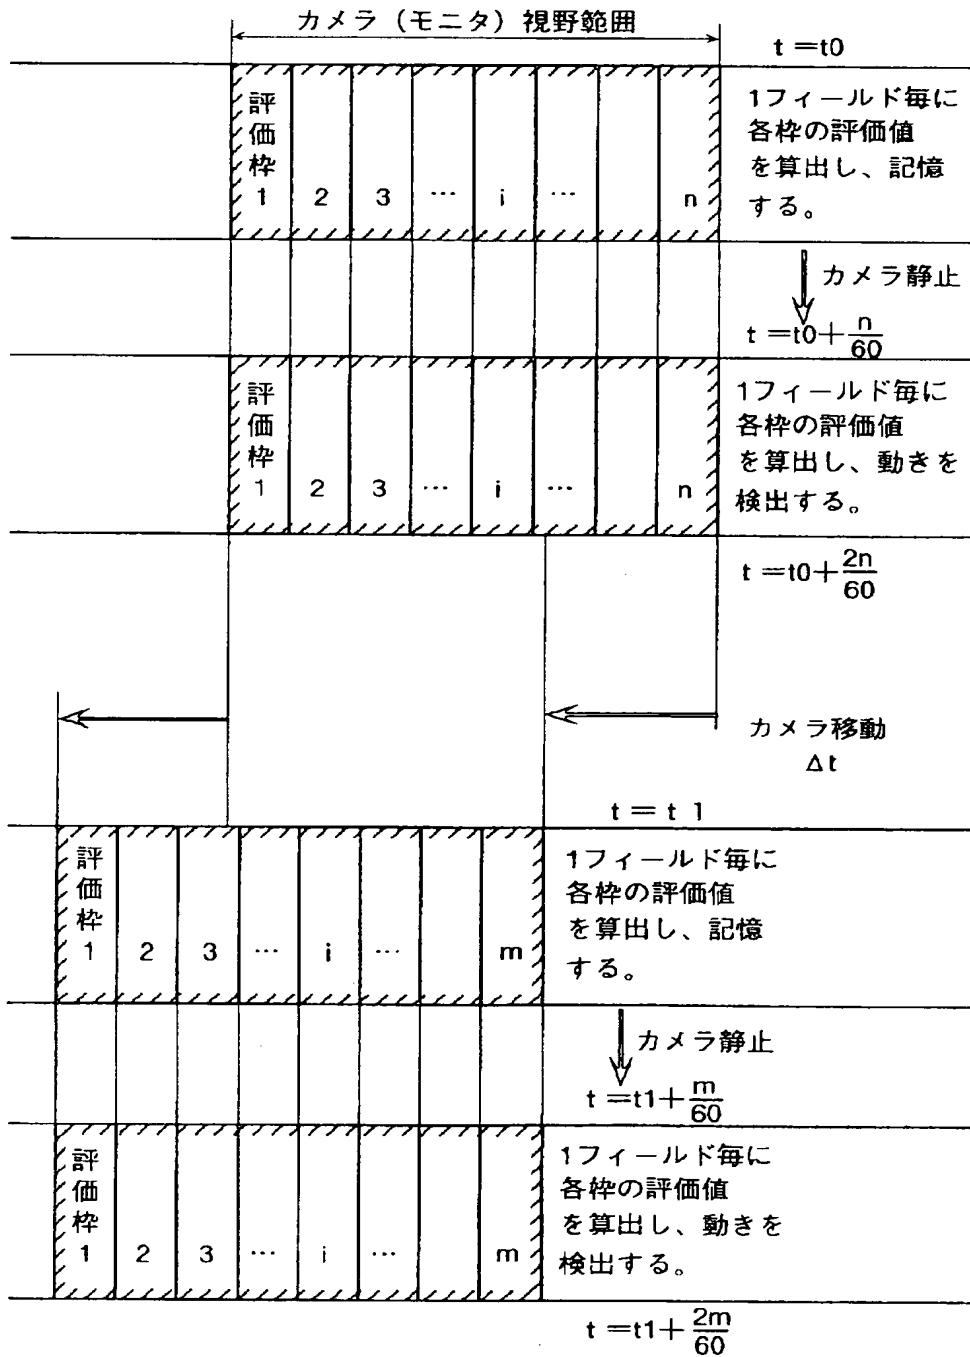 カメラ（モニタ）視野範囲
t=t0
評価枠1 2 3 … i … n
1フィールド毎に
各枠の評価値
を算出し、記憶
する。
カメラ静止
t=t0+n/60
評価枠1 2 3 … i … n
1フィールド毎に
各枠の評価値
を算出し、動きを
検出する。
t=t0+2n/60
カメラ移動
Δt
t=t1
評価枠1 2 3 … i … m
1フィールド毎に
各枠の評価値
を算出し、記憶
する。
カメラ静止
t=t1+m/60
評価枠1 2 3 … i … m
1フィールド毎に
各枠の評価値
を算出し、動きを
検出する。
t=t1+2m/60